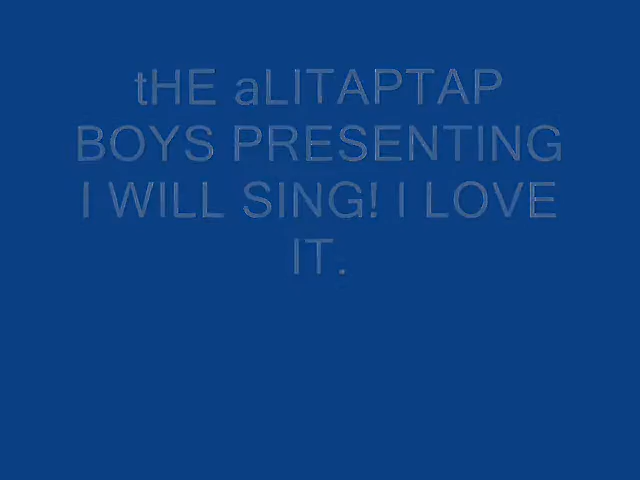 tHE aLITAPTAP
BOYS PRESENTING
I WILL SING! I LOVE
IT.